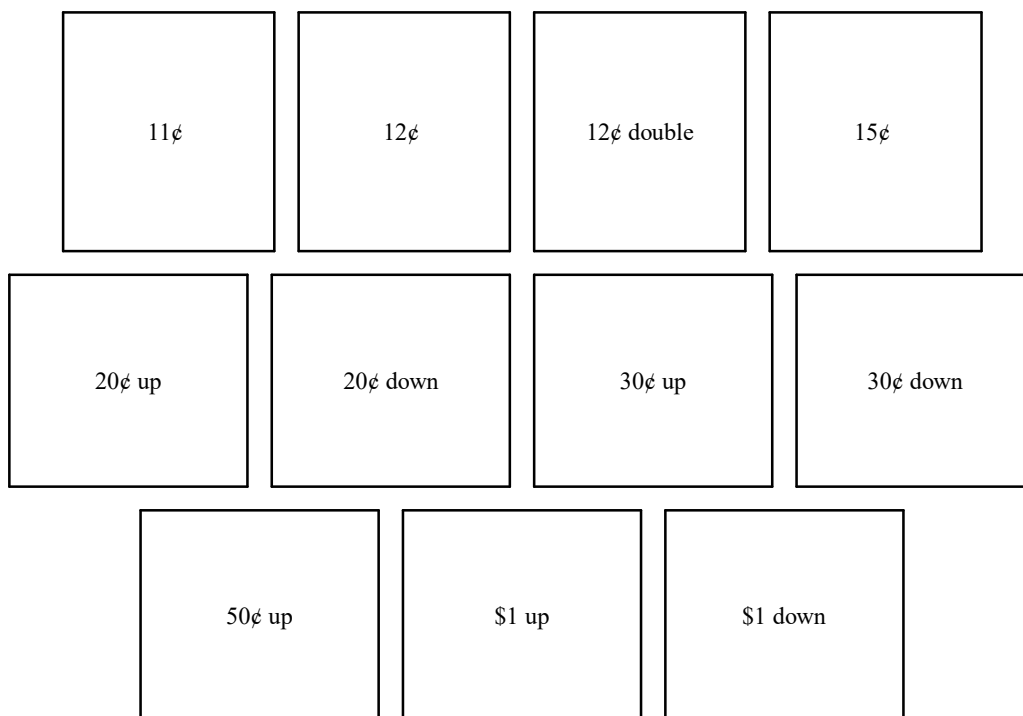 11¢
12¢
12¢ double
15¢
20¢ up
20¢ down
30¢ up
30¢ down
50¢ up
$1 up
$1 down